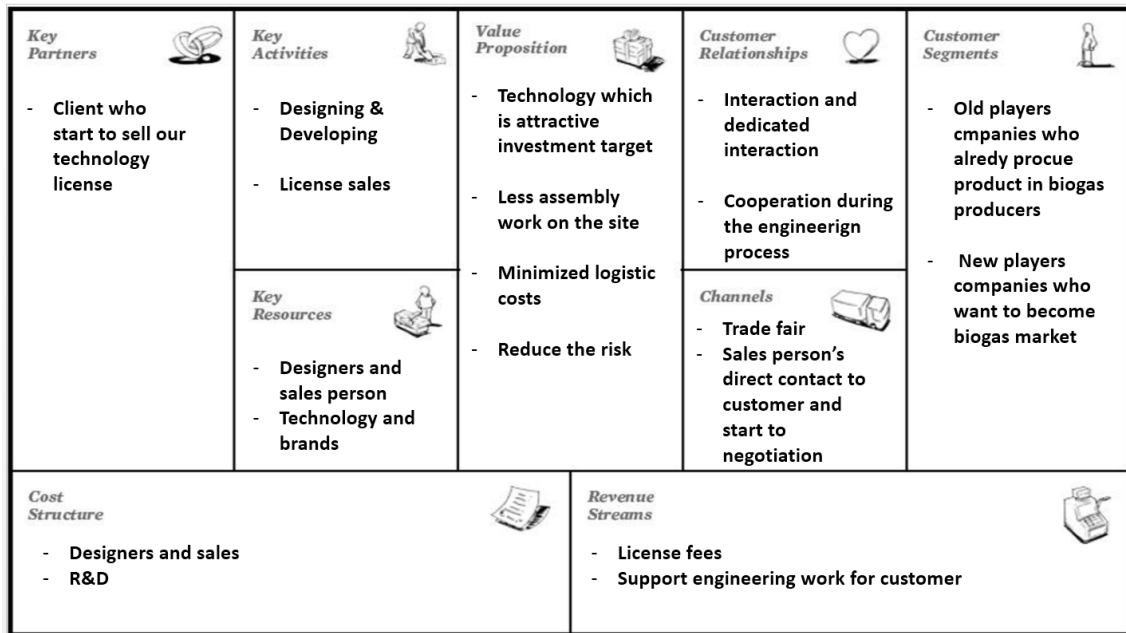 Key
Partners
- Client who
start to sell our
technology
license
Key
Activities
- Designing &
Developing
- License sales
Key
Resources
- Designers and
sales person
- Technology and
brands
Value
Proposition
- Technology which
is attractive
investment target
- Less assembly
work on the site
- Minimized logistic
costs
- Reduce the risk
Customer
Relationships
- Interaction and
dedicated
interaction
- Cooperation during
the engineerign
process
Channels
- Trade fair
- Sales person's
direct contact to
customer and
start to
negotiation
Customer
Segments
- Old players
cmpanies who
alredy procue
product in biogas
producers
- New players
companies who
want to become
biogas market
Cost
Structure
- Designers and sales
- R&D
Revenue
Streams
- License fees
- Support engineering work for customer